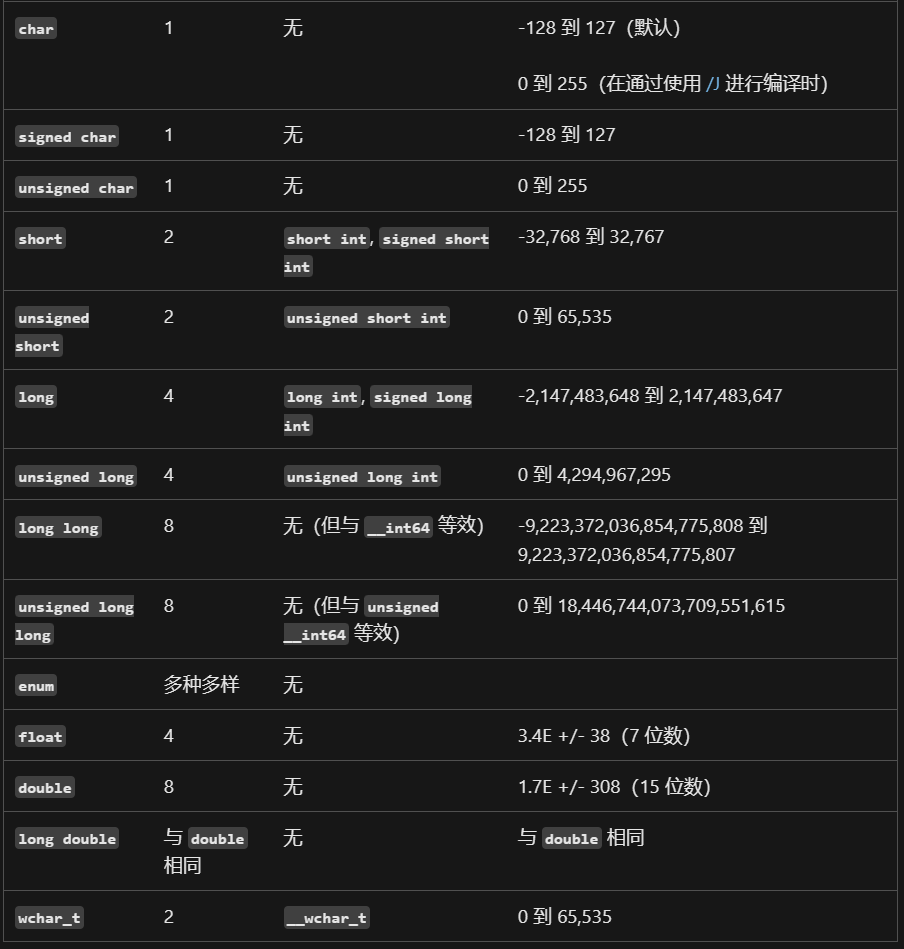 char 1 无 -128 到 127（默认）
0 到 255（在通过使用 /J 进行编译时）
signed char 1 无 -128 到 127
unsigned char 1 无 0 到 255
short 2 short int, signed short -32,768 到 32,767
int
unsigned 2 unsigned short int 0 到 65,535
short
long 4 long int, signed long -2,147,483,648 到 2,147,483,647
int
unsigned long 4 unsigned long int 0 到 4,294,967,295
long long 8 无（但与 __int64 等效） -9,223,372,036,854,775,808 到
9,223,372,036,854,775,807
unsigned long 8 无（但与 unsigned 0 到 18,446,744,073,709,551,615
long __int64 等效）
enum 多种多样 无
float 4 无 3.4E +/- 38（7 位数）
double 8 无 1.7E +/- 308（15 位数）
long double 与 double 无 与 double 相同
相同
wchar_t 2 __wchar_t 0 到 65,535